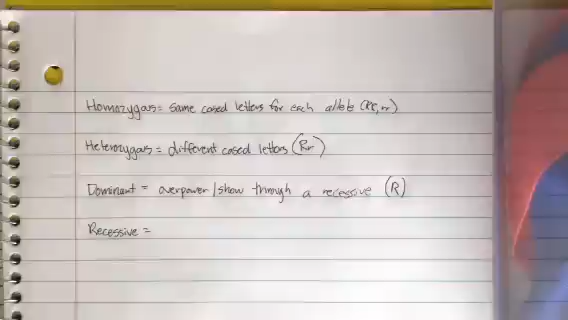 Homozygous = same cased letters for each allele (RR, rr)
Heterozygous = different cased letters (Rr)
Dominant = overpower/show through a recessive (R)
Recessive =